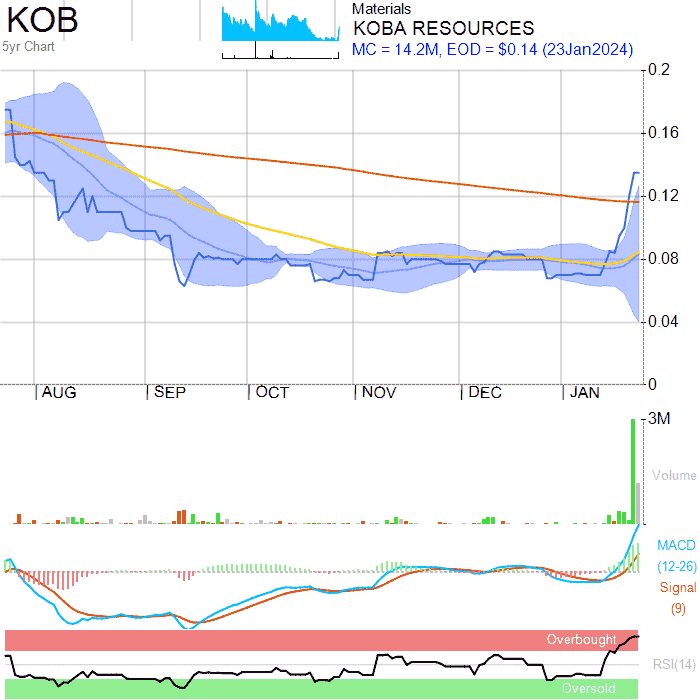 KOB
5yr Chart
Materials
KOBA RESOURCES
MC = 14.2M, EOD = $0.14 (23Jan2024)
0.2
0.16
0.12
0.08
0.04
0
AUG SEP OCT NOV DEC JAN
3M
Volume
MACD
(12-26)
Signal
(9)
Overbought
RSI(14)
Oversold